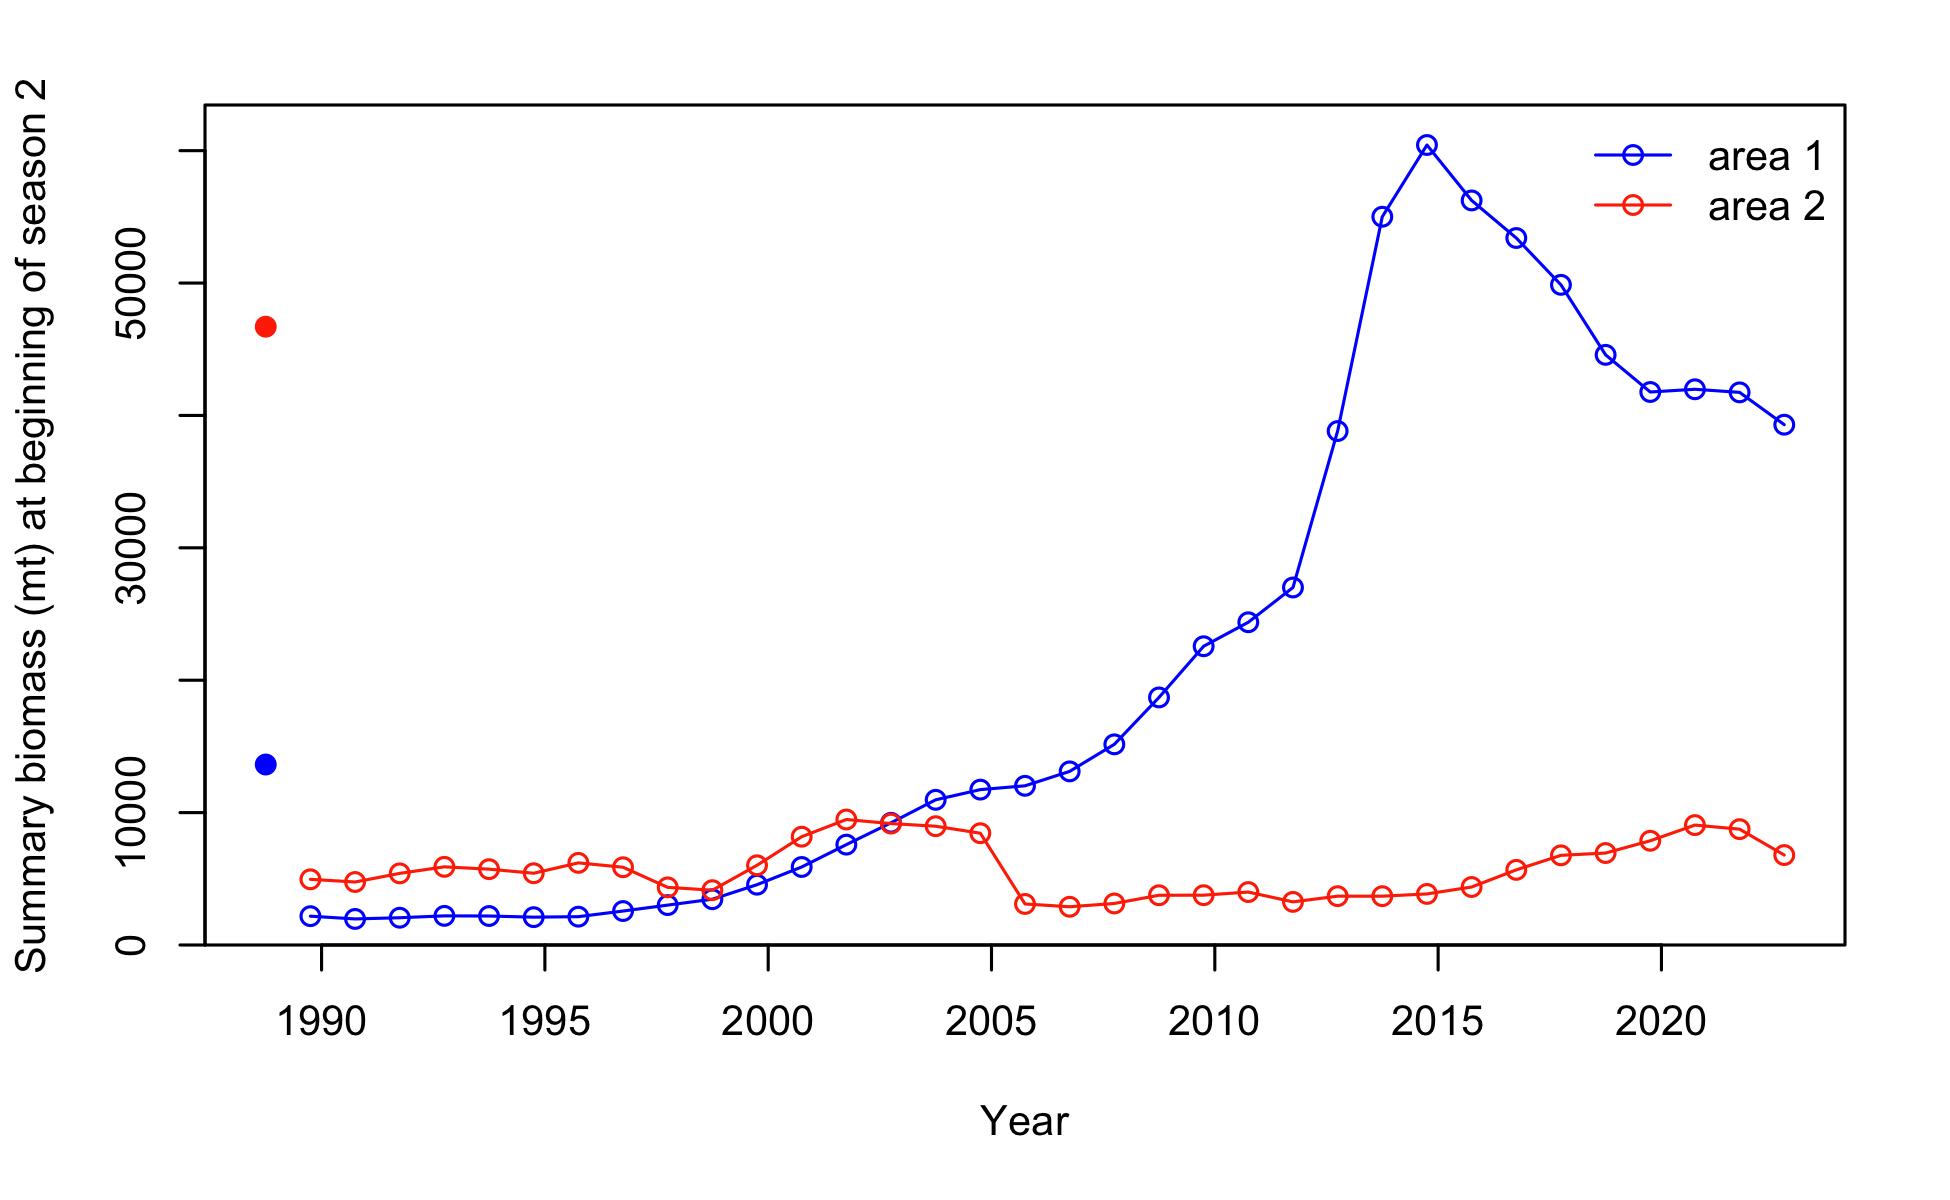 Summary biomass (mt) at beginning of season 2
50000
30000
10000
0
area 1
area 2
1990 1995 2000 2005 2010 2015 2020
Year